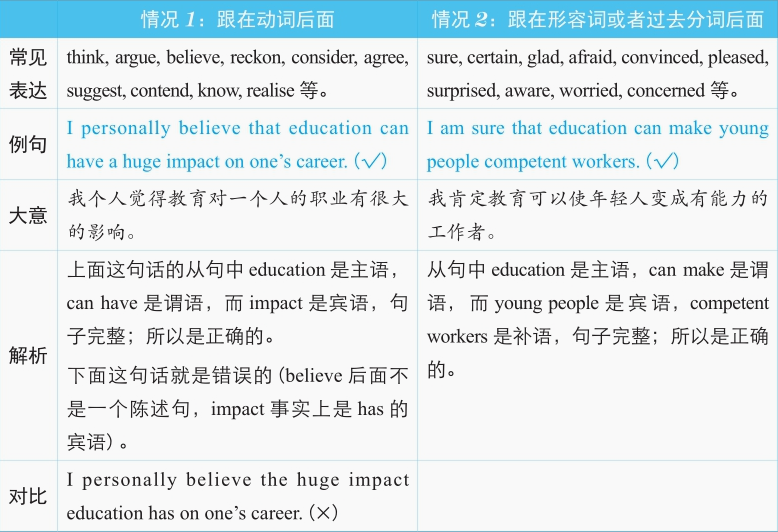 情况 1：跟在动词后面
情况 2：跟在形容词或者过去分词后面
常见
表达
think, argue, believe, reckon, consider, agree,
suggest, contend, know, realise 等。
sure, certain, glad, afraid, convinced, pleased,
surprised, aware, worried, concerned 等。
例句
I personally believe that education can
have a huge impact on one's career. (√)
I am sure that education can make young
people competent workers. (√)
大意
我个人觉得教育对一个人的职业有很大
的影响。
我肯定教育可以使年轻人变成有能力的
工作者。
解析
上面这句话的从句中 education 是主语，
can have 是谓语，而 impact 是宾语，句
子完整；所以是正确的。
下面这句话就是错误的 (believe 后面不
是一个陈述句，impact 事实上是 has 的
宾语) 。
从句中 education 是主语，can make 是谓
语，而 young people 是宾语，competent
workers 是补语，句子完整；所以是正确
的。
对比
I personally believe the huge impact
education has on one's career. (×)